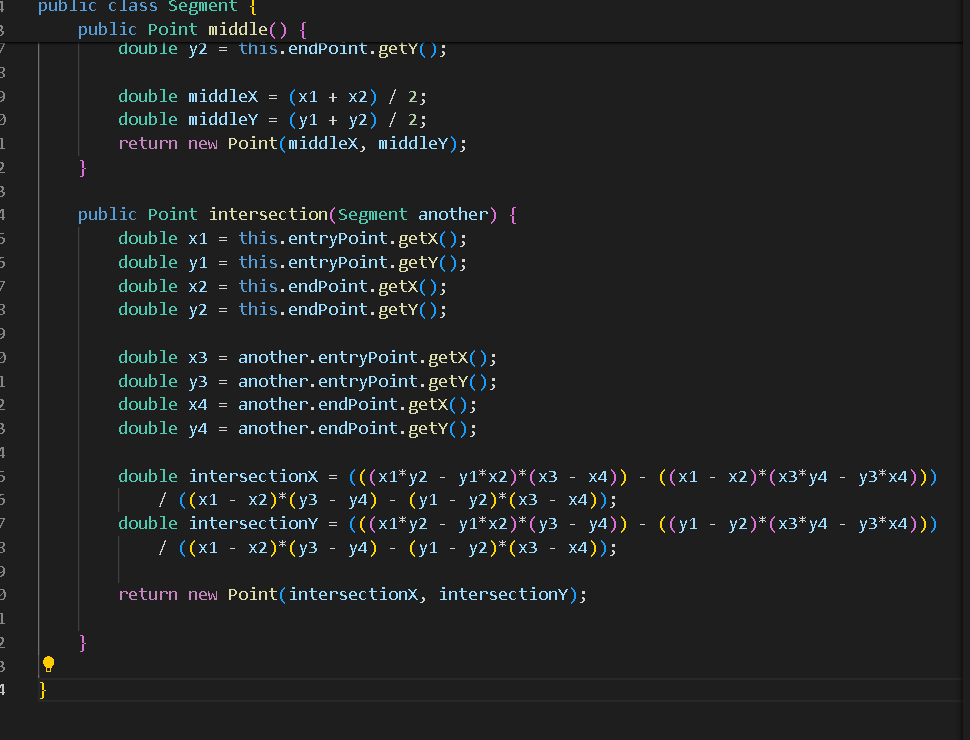 public class Segment {
public Point middle() {
double y2 = this.endPoint.getY();
double middleX = (x1 + x2) / 2;
double middleY = (y1 + y2) / 2;
return new Point(middleX, middleY);
}
public Point intersection(Segment another) {
double x1 = this.entryPoint.getX();
double y1 = this.entryPoint.getY();
double x2 = this.endPoint.getX();
double y2 = this.endPoint.getY();
double x3 = another.entryPoint.getX();
double y3 = another.entryPoint.getY();
double x4 = another.endPoint.getX();
double y4 = another.endPoint.getY();
double intersectionX = (((x1*y2 - y1*x2)*(x3 - x4)) - ((x1 - x2)*(x3*y4 - y3*x4)))
/ ((x1 - x2)*(y3 - y4) - (y1 - y2)*(x3 - x4));
double intersectionY = (((x1*y2 - y1*x2)*(y3 - y4)) - ((y1 - y2)*(x3*y4 - y3*x4)))
/ ((x1 - x2)*(y3 - y4) - (y1 - y2)*(x3 - x4));
return new Point(intersectionX, intersectionY);
}
}